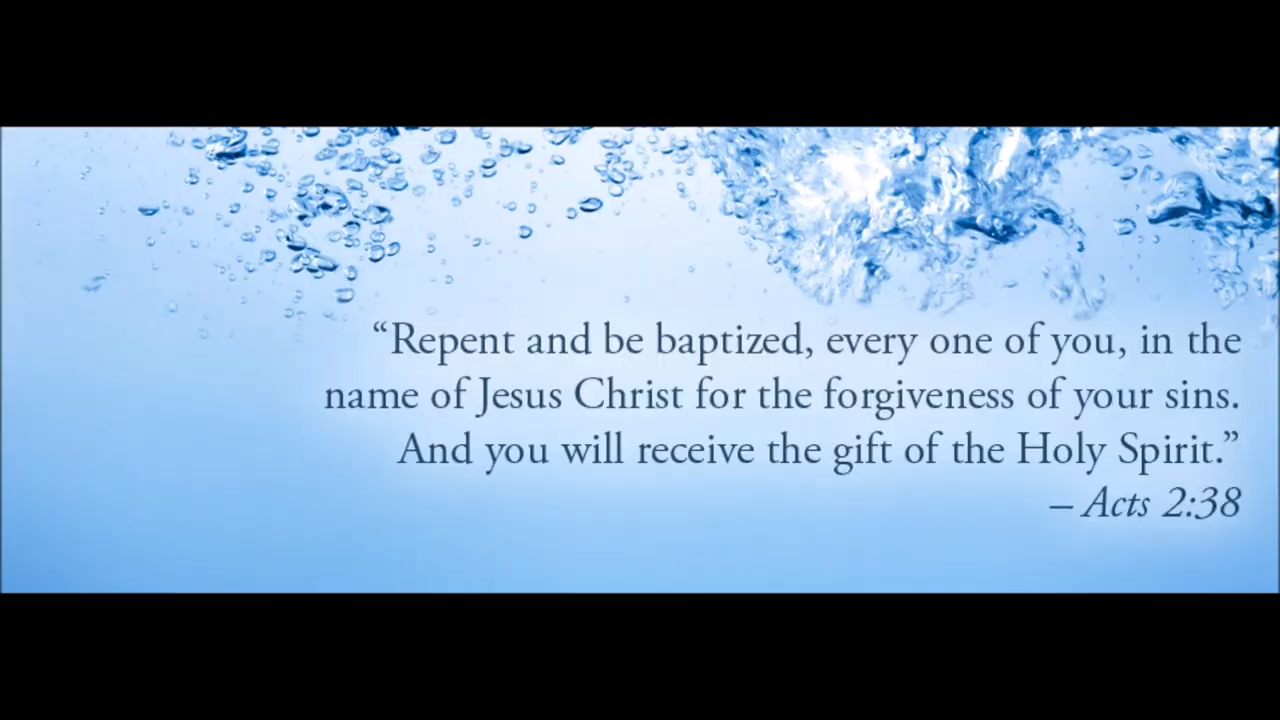 “Repent and be baptized, every one of you, in the
name of Jesus Christ for the forgiveness of your sins.
And you will receive the gift of the Holy Spirit.”
– Acts 2:38